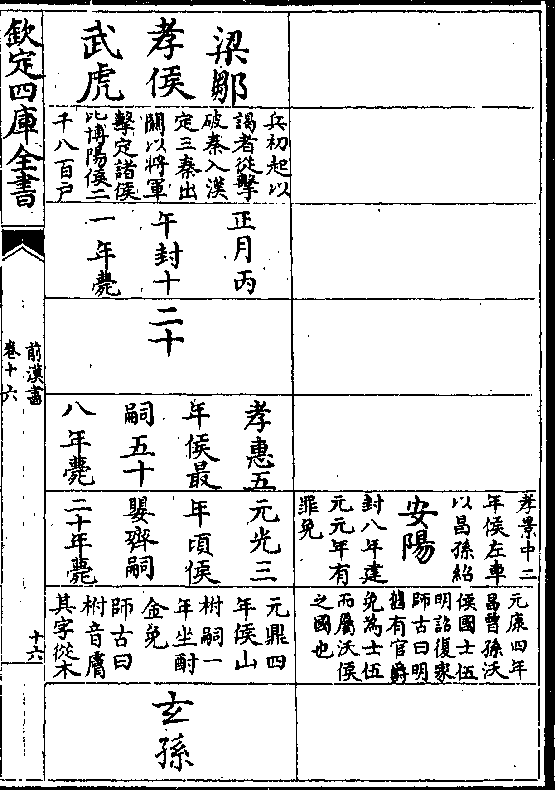 孝景中二
年侯左車
以昌孫紹
安陽
封八年建
元元年有
罪免
元康四年
昌曾孫沃
侯國士伍
明詔復家
師古曰明
舊有官爵
免為士伍
而屬沃侯
之國也
梁鄒
孝侯
武虎
兵初起以
謁者從擊
破秦入漢
定三秦出
關以將軍
擊定諸侯
比博陽侯二
千八百戶
正月丙
午封十
一年薨
二十
孝惠五
年侯最
嗣五十
八年薨
元光三
年頃侯
嬰齊嗣
二十年薨
元鼎四
年侯山
柎嗣一
年坐酎
金免
師古曰
柎音膚
其字從木
玄孫
欽定四庫全書
前漢書
卷十六
十六